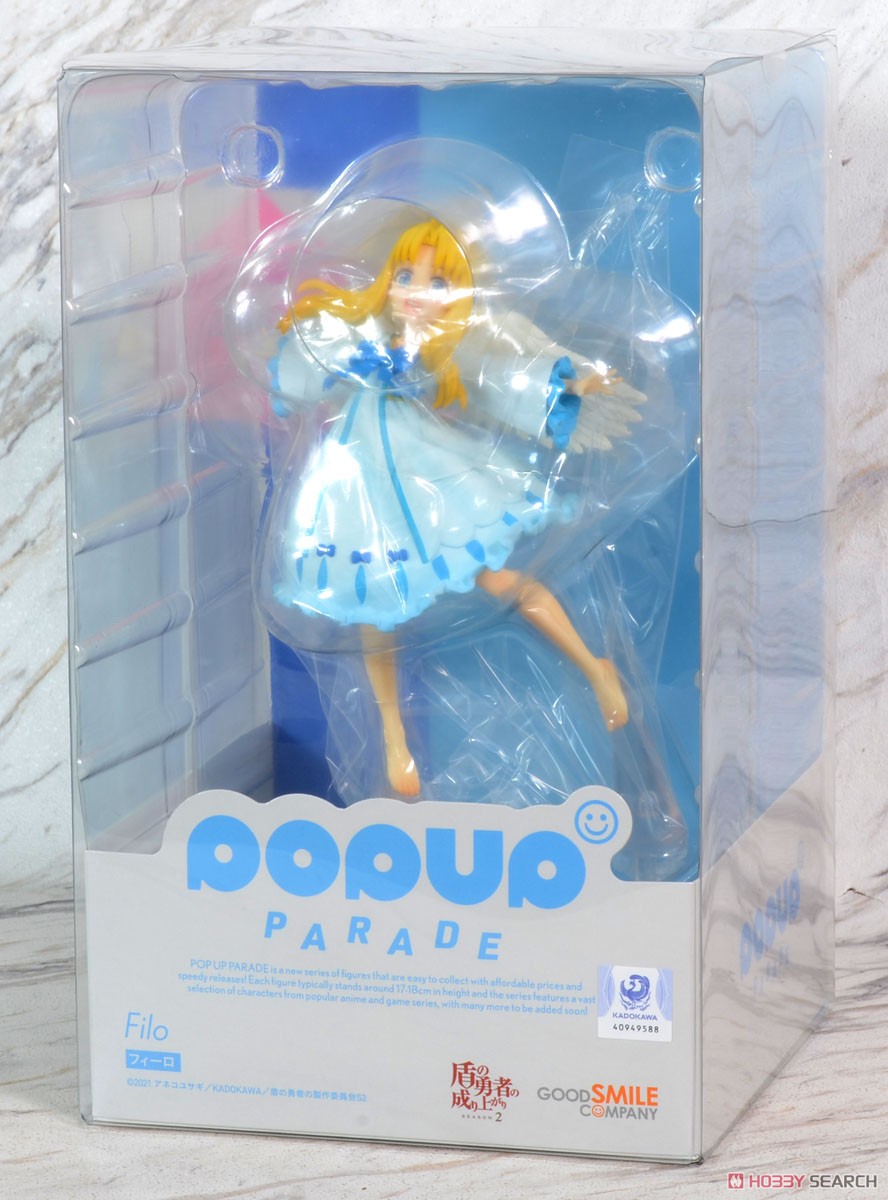 POPUP
PARADE
POP UP PARADE is a new series of figures that are easy to collect with affordable prices and
speedy releases! Each figure typically stands around 17-18cm in height and the series features a vast
selection of characters from popular anime and game series, with many more to be added soon!
KADOKAWA
40949588
Filo
フィーロ
©2021 アネコユサギ／KADOKAWA／盾の勇者の製作委員会S2
盾の勇者の
成り上がり
SEASON 2
GOOD SMILE
COMPANY
POPUP
HOBBY SEARCH